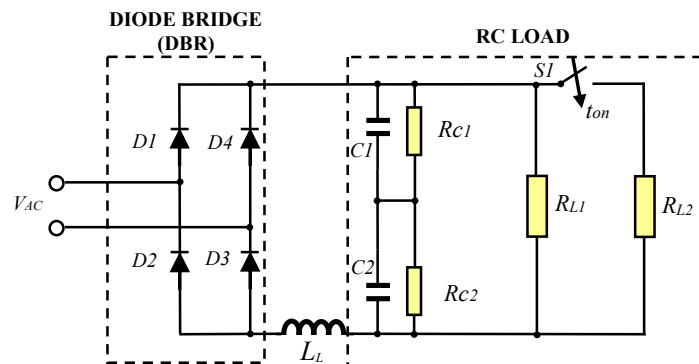 DIODE BRIDGE
(DBR)
RC LOAD
S1
ton
D1
D4
C1
Rc1
VAC
RL1
RL2
D2
D3
C2
Rc2
LL